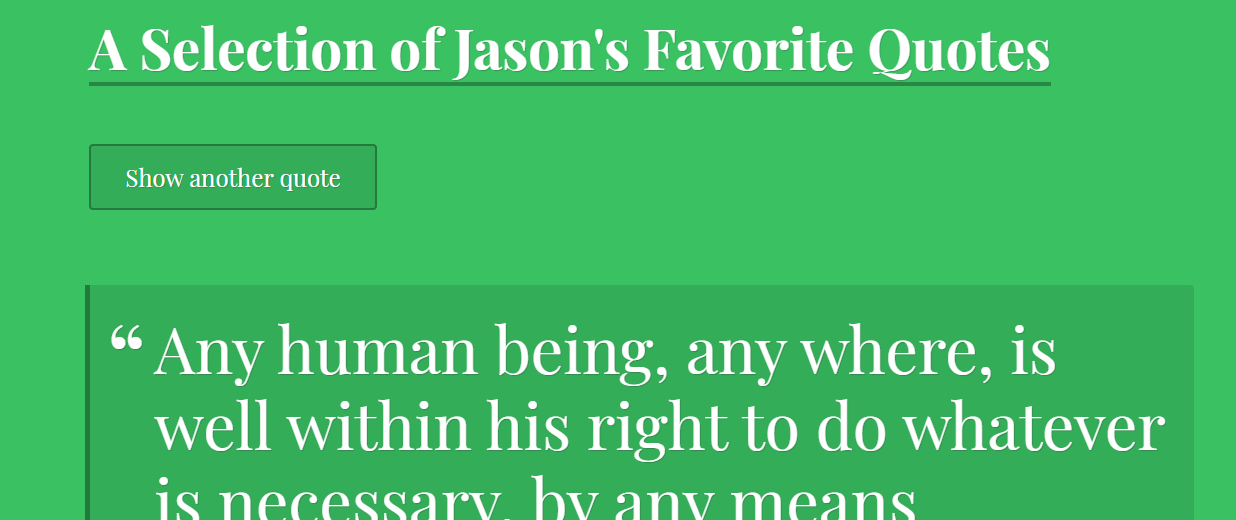 A Selection of Jason's Favorite Quotes
Show another quote
“ Any human being, any where, is
well within his right to do whatever
is necessary, by any means